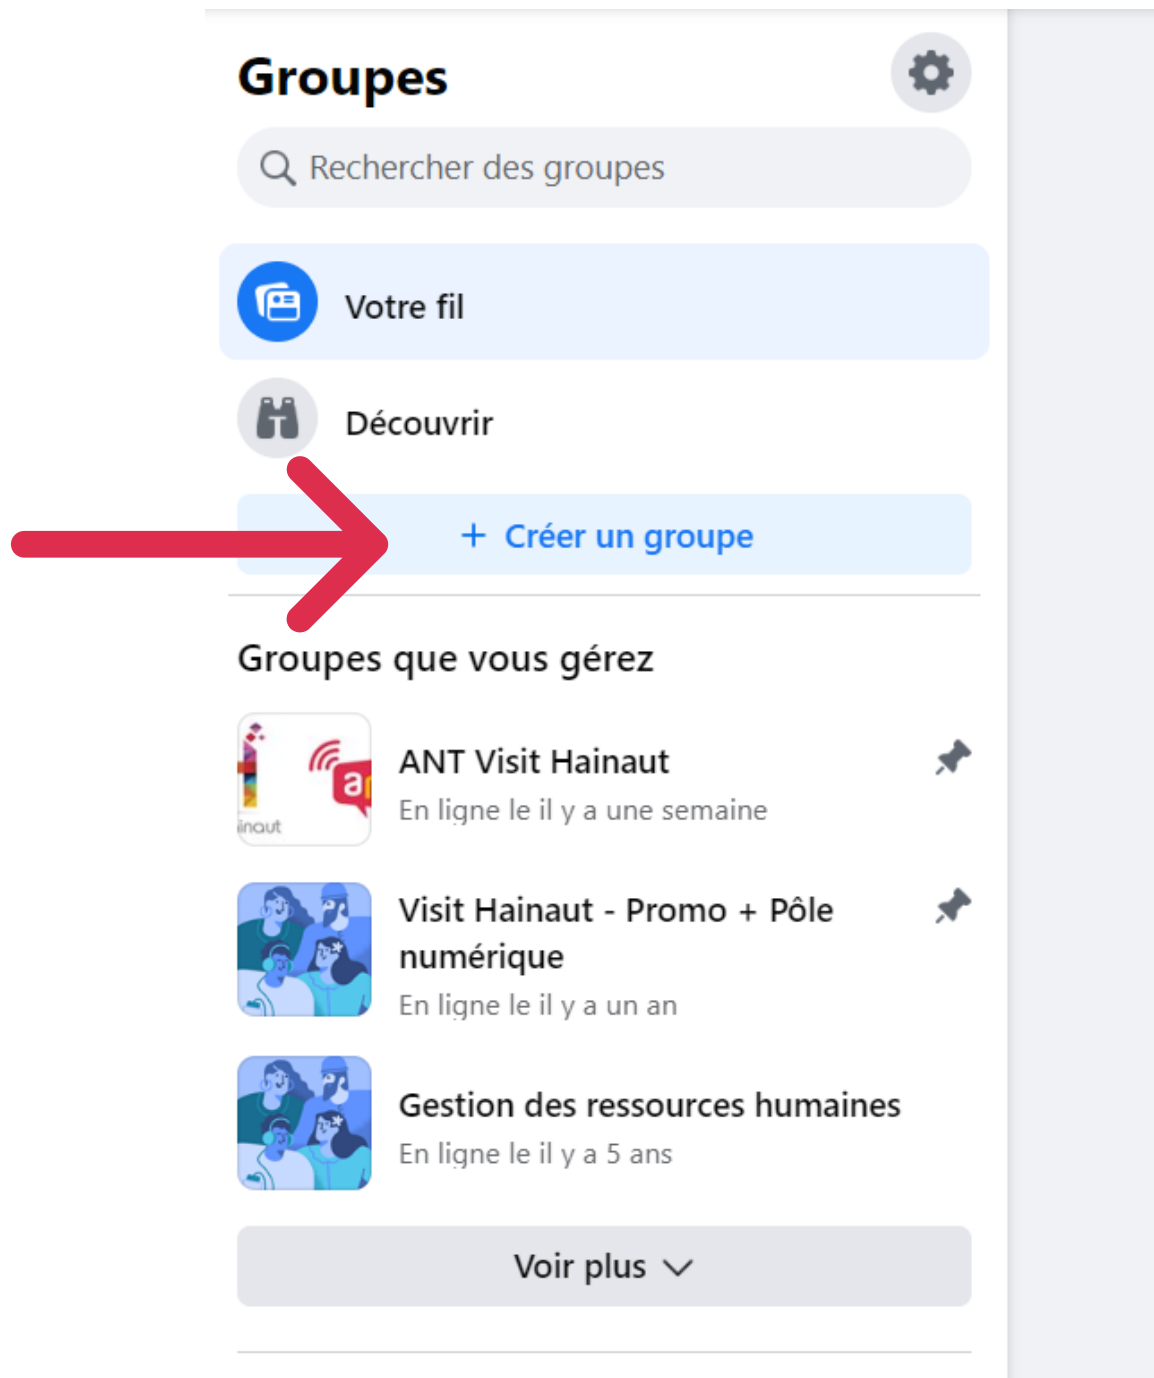 Groupes
Rechercher des groupes
Votre fil
Découvrir
+ Créer un groupe
Groupes que vous gérez
inaut
ANT Visit Hainaut
En ligne le il y a une semaine
Visit Hainaut - Promo + Pôle
numérique
En ligne le il y a un an
Gestion des ressources humaines
En ligne le il y a 5 ans
Voir plus